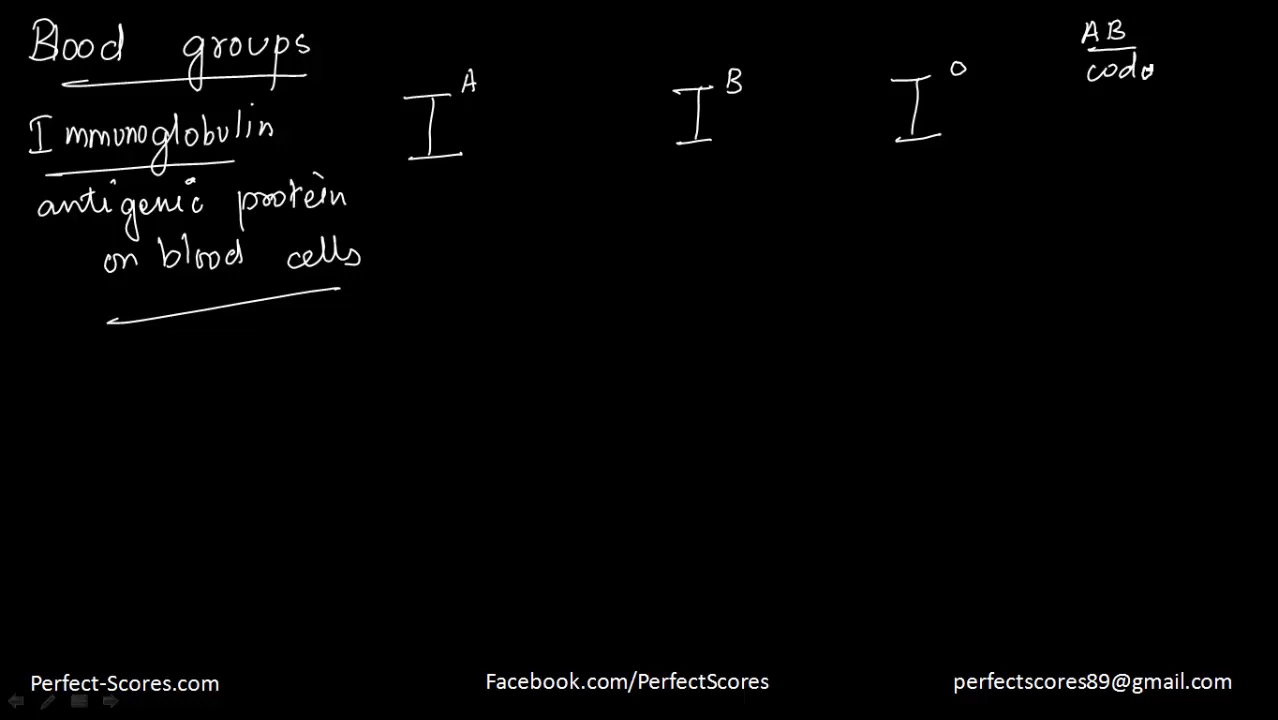 Blood groups
Immunoglobulin
antigenic protein
on blood cells
I^A
I^B
I^O
AB
codo
Perfect-Scores.com
Facebook.com/PerfectScores
perfectscores89@gmail.com